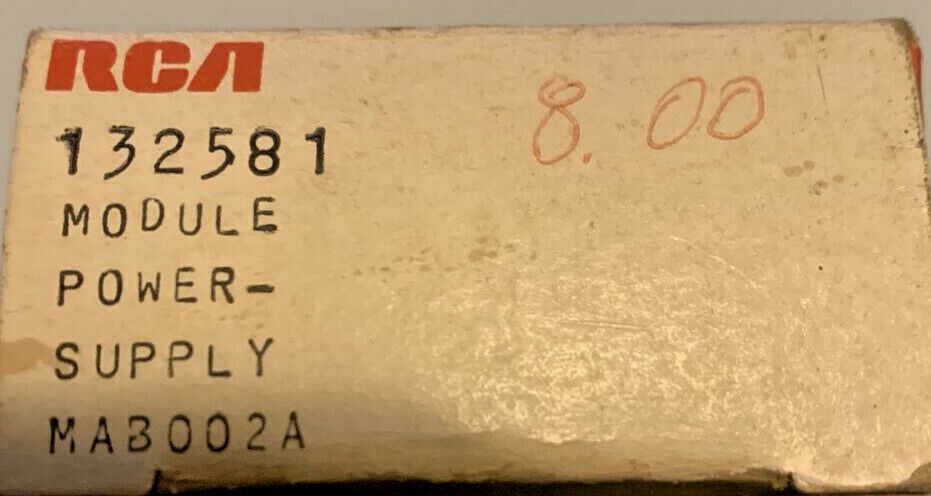 RCA
8.00
132581
MODULE
POWER-
SUPPLY
MAB002A